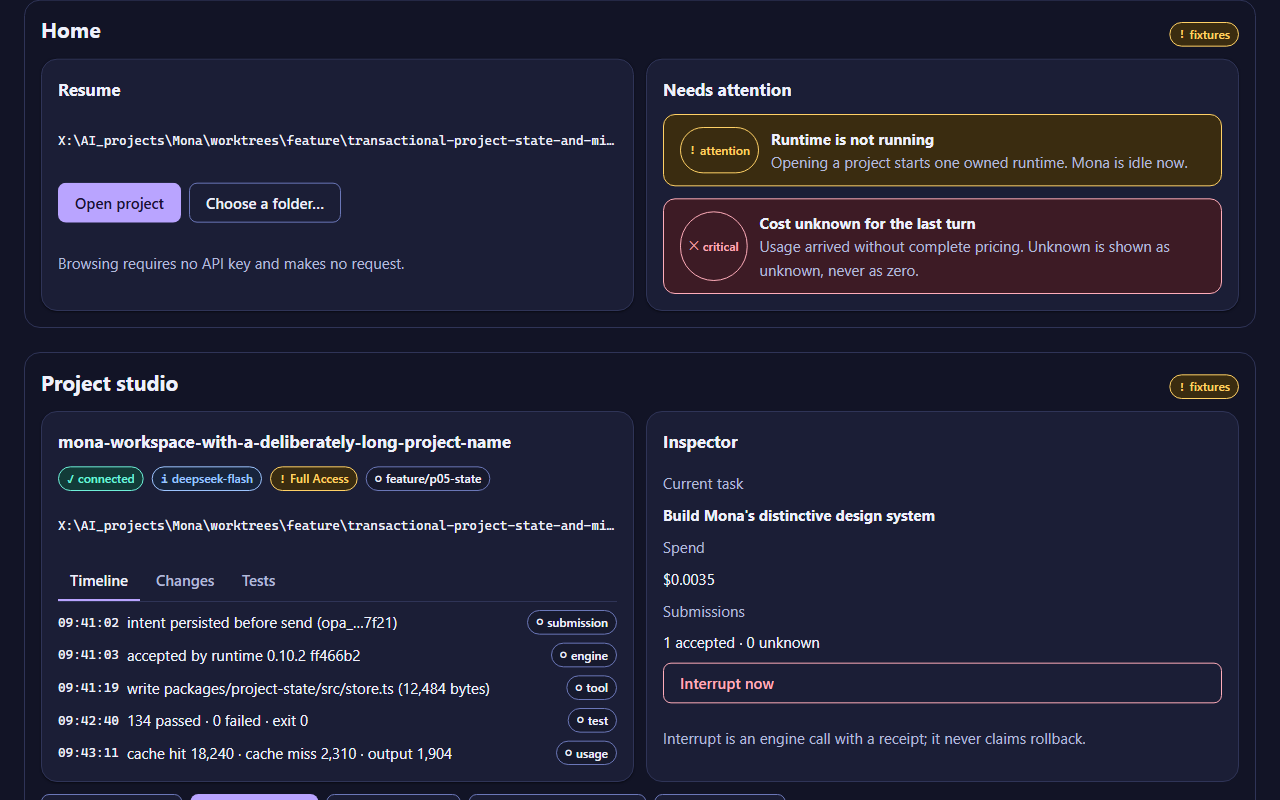 Home
! fixtures
Resume
X:\AI_projects\Mona\worktrees\feature\transactional-project-state-and-mi…
Open project
Choose a folder...
Browsing requires no API key and makes no request.
Needs attention
! attention
Runtime is not running
Opening a project starts one owned runtime. Mona is idle now.
× critical
Cost unknown for the last turn
Usage arrived without complete pricing. Unknown is shown as
unknown, never as zero.
Project studio
! fixtures
mona-workspace-with-a-deliberately-long-project-name
✓ connected
i deepseek-flash
! Full Access
feature/p05-state
X:\AI_projects\Mona\worktrees\feature\transactional-project-state-and-mi…
Timeline
Changes
Tests
09:41:02 intent persisted before send (opa_…7f21) submission
09:41:03 accepted by runtime 0.10.2 ff466b2 engine
09:41:19 write packages/project-state/src/store.ts (12,484 bytes) tool
09:42:40 134 passed · 0 failed · exit 0 test
09:43:11 cache hit 18,240 · cache miss 2,310 · output 1,904 usage
Inspector
Current task
Build Mona's distinctive design system
Spend
$0.0035
Submissions
1 accepted · 0 unknown
Interrupt now
Interrupt is an engine call with a receipt; it never claims rollback.